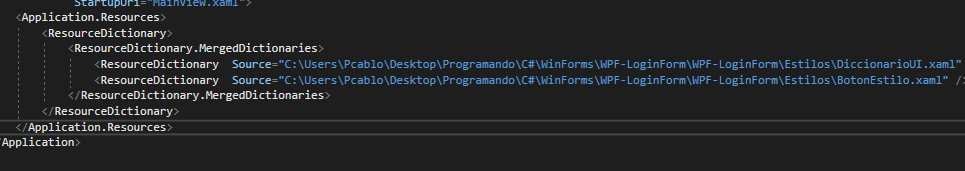 StartupUri="MainView.xaml">
<Application.Resources>
<ResourceDictionary>
<ResourceDictionary.MergedDictionaries>
<ResourceDictionary Source="C:\Users\Pcablo\Desktop\Programando\C#\WinForms\WPF-LoginForm\WPF-LoginForm\Estilos\DiccionarioUI.xaml"
<ResourceDictionary Source="C:\Users\Pcablo\Desktop\Programando\C#\WinForms\WPF-LoginForm\WPF-LoginForm\Estilos\BotonEstilo.xaml" />
</ResourceDictionary.MergedDictionaries>
</ResourceDictionary>
</Application.Resources>
/Application>